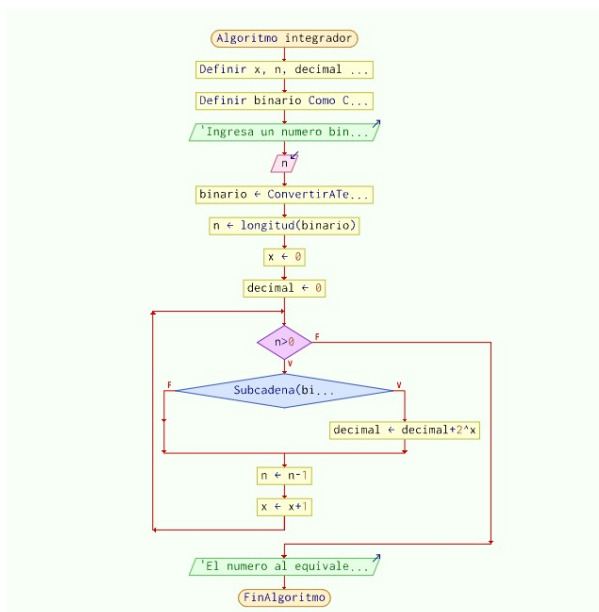 Algoritmo integrador
Definir x, n, decimal ...
Definir binario Como C...
'Ingresa un numero bin...
n
binario ← ConvertirATe...
n ← longitud(binario)
x ← 0
decimal ← 0
n>0
F
V
F
Subcadena(bi...
V
decimal ← decimal+2^x
n ← n-1
x ← x+1
'El numero al equivale...
FinAlgoritmo